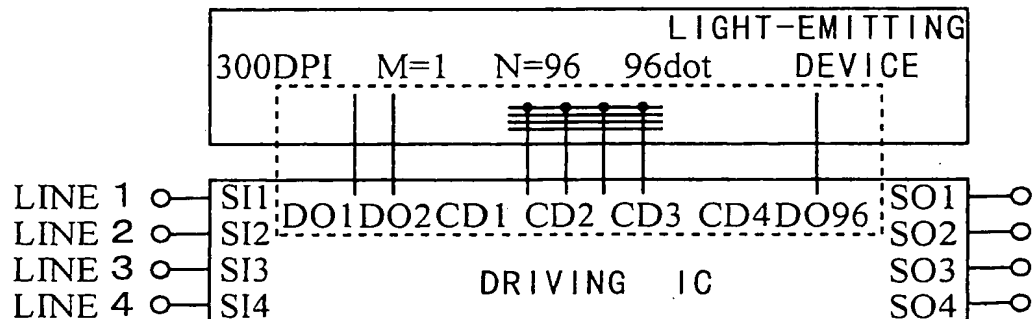 LIGHT-EMITTING
300DPI M=1 N=96 96dot DEVICE
LINE 1 SI1 DO1 DO2 CD1 CD2 CD3 CD4 DO96 SO1
LINE 2 SI2 SO2
LINE 3 SI3 DRIVING IC SO3
LINE 4 SI4 SO4